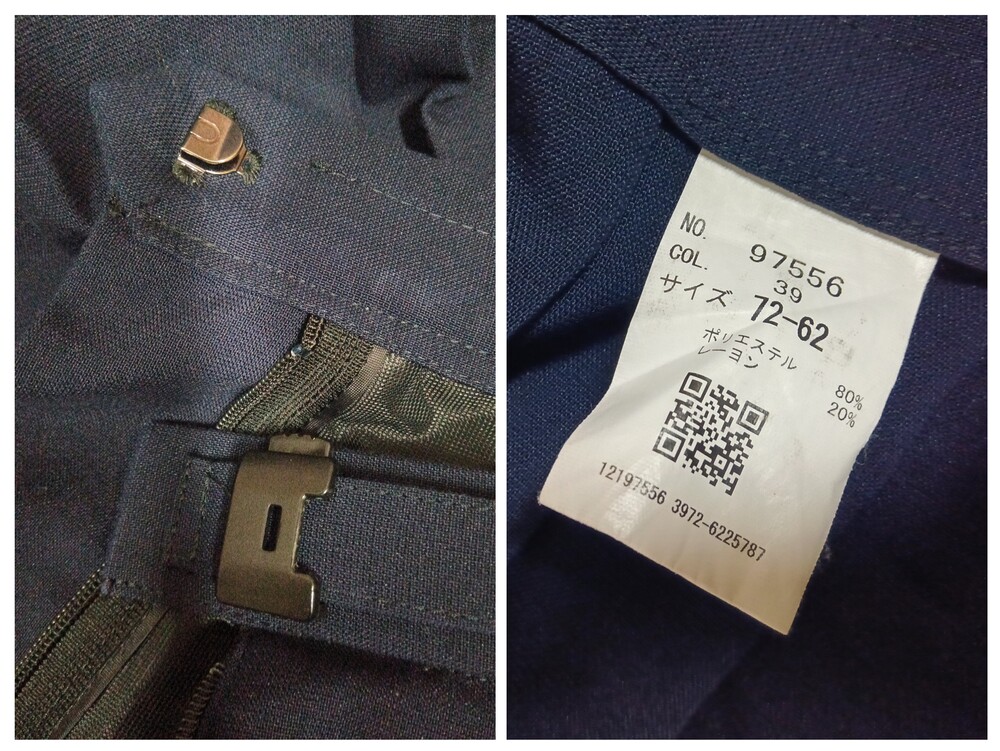 NO. 97556
COL. 39
サイズ 72-62
ポリエステル 80%
レーヨン 20%
12197556 3972-6225787